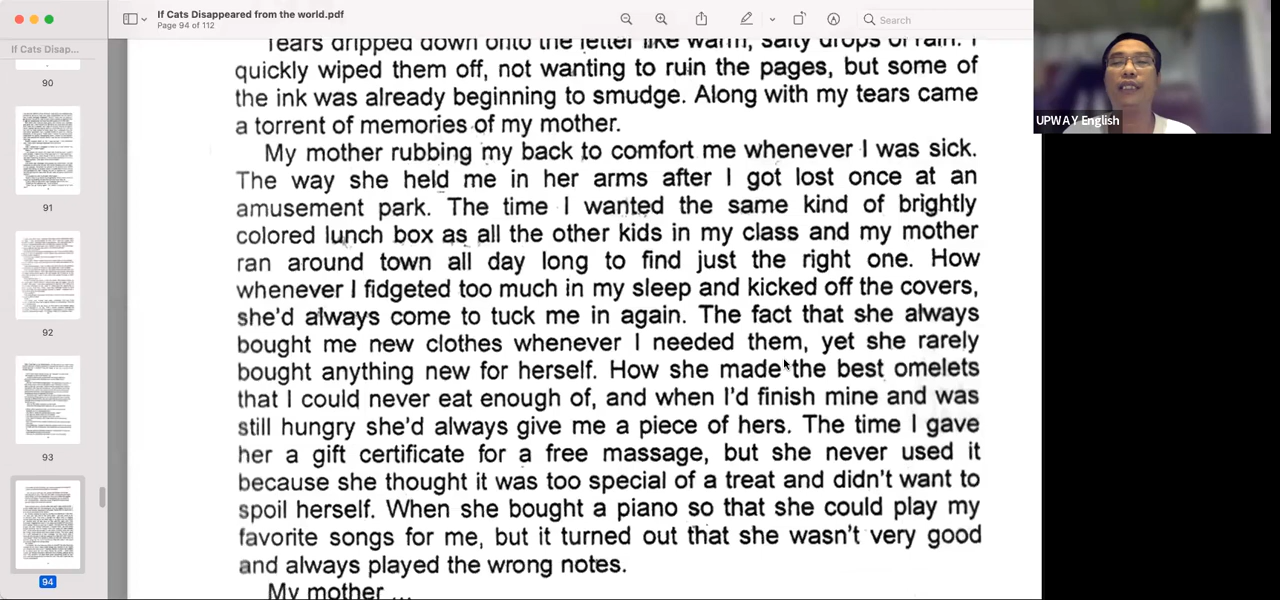 If Cats Disappeared from the world.pdf
Page 94 of 112
Search
If Cats Disap...
90
91
92
93
94
Tears dripped down onto the letter like warm, salty drops of rain. I
quickly wiped them off, not wanting to ruin the pages, but some of
the ink was already beginning to smudge. Along with my tears came
a torrent of memories of my mother.
My mother rubbing my back to comfort me whenever I was sick.
The way she held me in her arms after I got lost once at an
amusement park. The time I wanted the same kind of brightly
colored lunch box as all the other kids in my class and my mother
ran around town all day long to find just the right one. How
whenever I fidgeted too much in my sleep and kicked off the covers,
she'd always come to tuck me in again. The fact that she always
bought me new clothes whenever I needed them, yet she rarely
bought anything new for herself. How she made the best omelets
that I could never eat enough of, and when I'd finish mine and was
still hungry she'd always give me a piece of hers. The time I gave
her a gift certificate for a free massage, but she never used it
because she thought it was too special of a treat and didn't want to
spoil herself. When she bought a piano so that she could play my
favorite songs for me, but it turned out that she wasn't very good
and always played the wrong notes.
My mother ...
UPWAY English